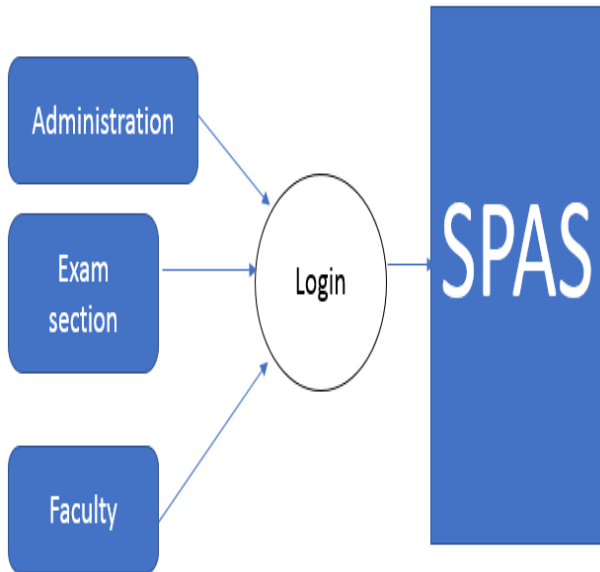 Administration
Exam
section
Faculty
Login
SPAS